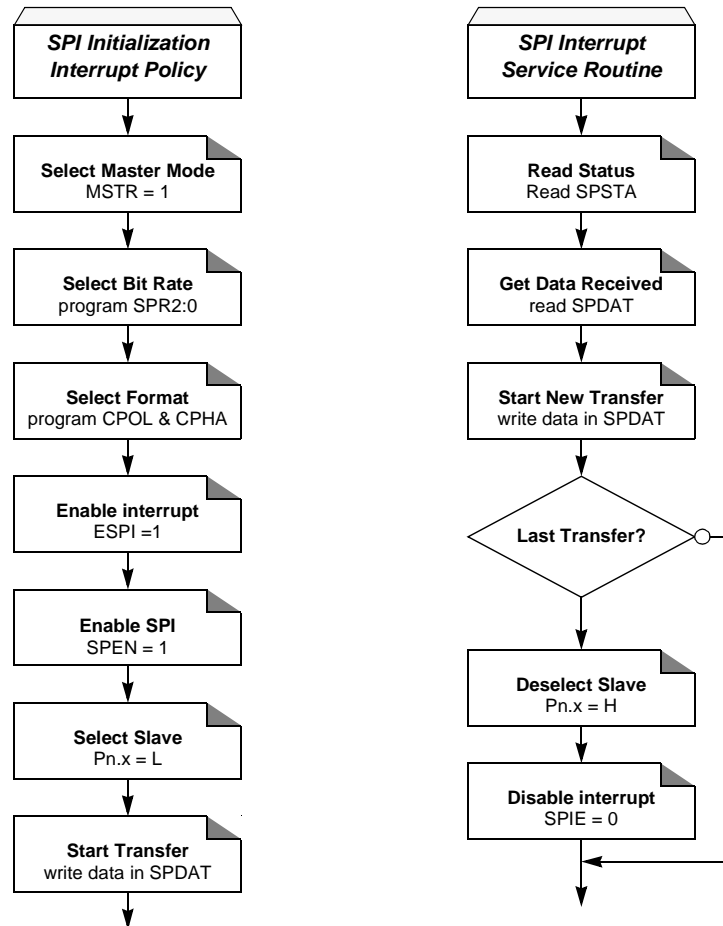 SPI Initialization
Interrupt Policy
Select Master Mode
MSTR = 1
Select Bit Rate
program SPR2:0
Select Format
program CPOL & CPHA
Enable interrupt
ESPI =1
Enable SPI
SPEN = 1
Select Slave
Pn.x = L
Start Transfer
write data in SPDAT
SPI Interrupt
Service Routine
Read Status
Read SPSTA
Get Data Received
read SPDAT
Start New Transfer
write data in SPDAT
Last Transfer?
Deselect Slave
Pn.x = H
Disable interrupt
SPIE = 0